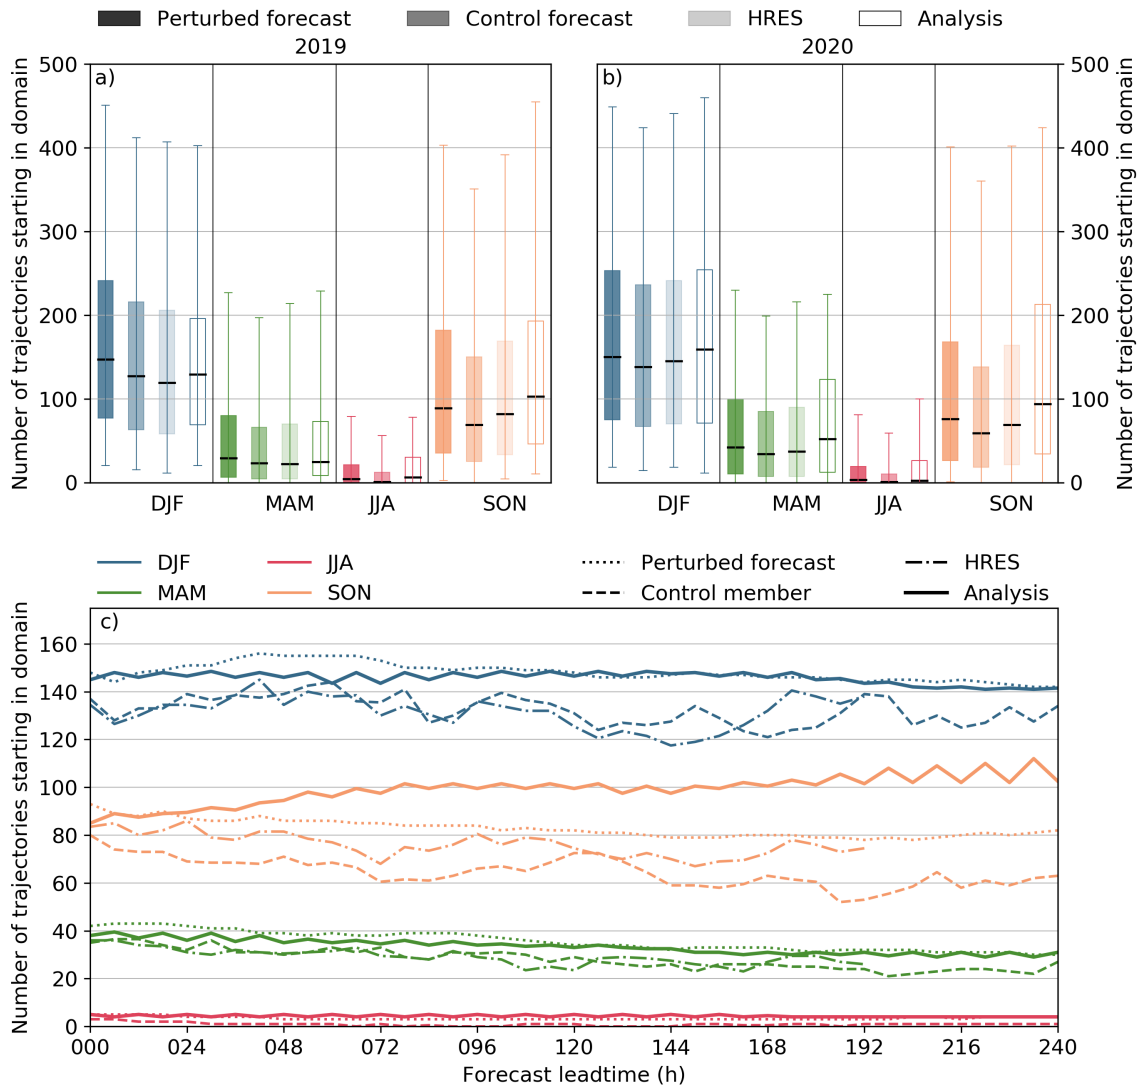 Perturbed forecast Control forecast HRES Analysis
2019 2020
a) b)
Number of trajectories starting in domain
500
400
300
200
100
0
DJF MAM JJA SON
DJF MAM JJA SON
500
400
300
200
100
0
Number of trajectories starting in domain
DJF JJA Perturbed forecast HRES
MAM SON Control member Analysis
c)
Number of trajectories starting in domain
160
140
120
100
80
60
40
20
0
000 024 048 072 096 120 144 168 192 216 240
Forecast leadtime (h)